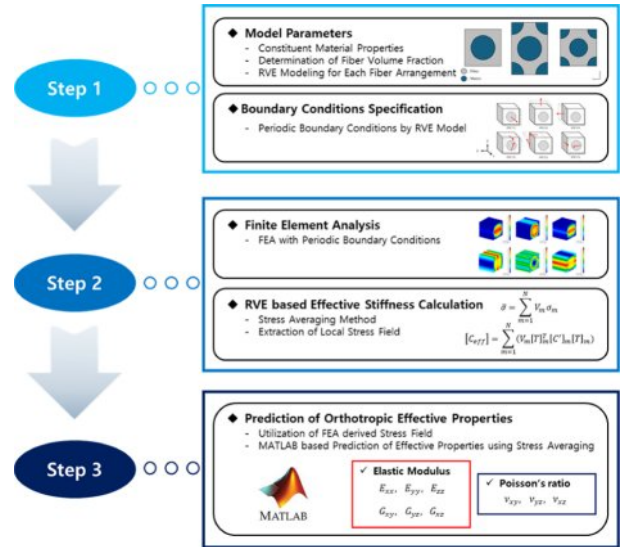 Step 1
◆ Model Parameters
- Constituent Material Properties
- Determination of Fiber Volume Fraction
- RVE Modeling for Each Fiber Arrangement
◆ Boundary Conditions Specification
- Periodic Boundary Conditions by RVE Model
Step 2
◆ Finite Element Analysis
- FEA with Periodic Boundary Conditions
◆ RVE based Effective Stiffness Calculation
- Stress Averaging Method
- Extraction of Local Stress Field
σ̄ = ∑_{m=1}^{N} V_m σ_m
[C_eff] = ∑_{m=1}^{N} (V_m[T]_m^T[C']_m[T]_m)
Step 3
◆ Prediction of Orthotropic Effective Properties
- Utilization of FEA derived Stress Field
- MATLAB based Prediction of Effective Properties using Stress Averaging
MATLAB
✓ Elastic Modulus
E_xx, E_yy, E_zz
G_xy, G_yz, G_xz
✓ Poisson's ratio
ν_xy, ν_yz, ν_xz